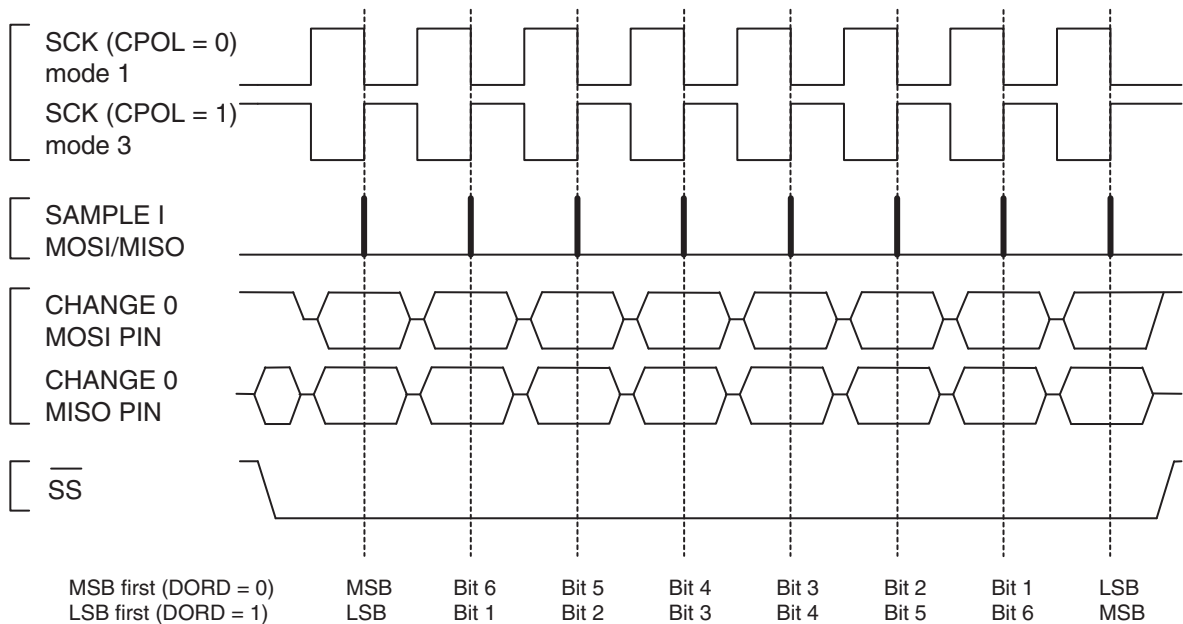 SCK (CPOL = 0)
mode 1
SCK (CPOL = 1)
mode 3
SAMPLE I
MOSI/MISO
CHANGE 0
MOSI PIN
CHANGE 0
MISO PIN
SS
MSB first (DORD = 0) MSB Bit 6 Bit 5 Bit 4 Bit 3 Bit 2 Bit 1 LSB
LSB first (DORD = 1) LSB Bit 1 Bit 2 Bit 3 Bit 4 Bit 5 Bit 6 MSB